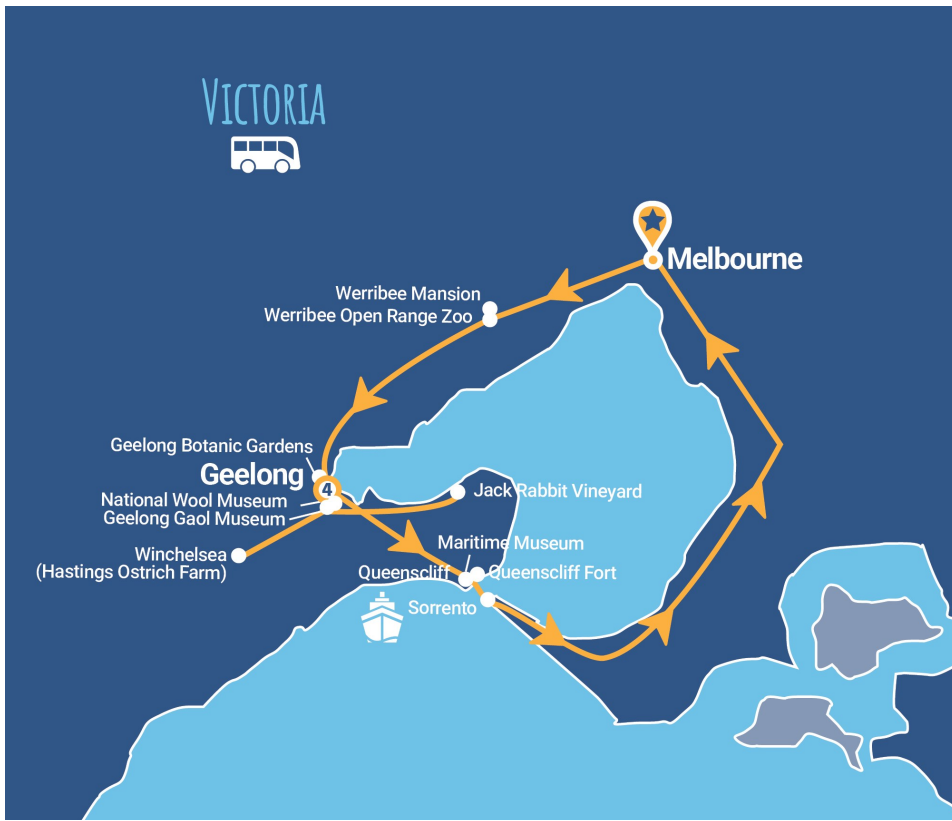 VICTORIA
Melbourne
Werribee Mansion
Werribee Open Range Zoo
Geelong Botanic Gardens
Geelong
4
National Wool Museum
Geelong Gaol Museum
Jack Rabbit Vineyard
Winchelsea
(Hastings Ostrich Farm)
Maritime Museum
Queenscliff
Queenscliff Fort
Sorrento